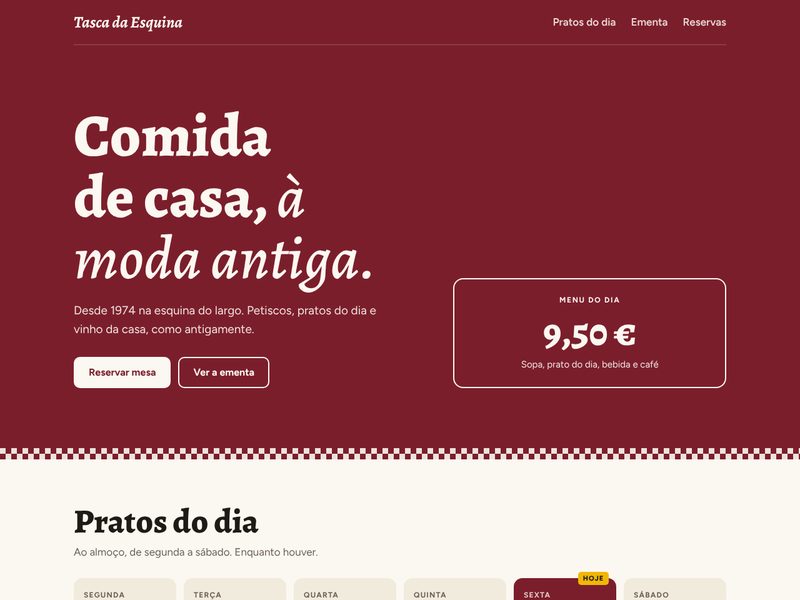 Tasca da Esquina
Pratos do dia
Ementa
Reservas
Comida
de casa, à
moda antiga.
Desde 1974 na esquina do largo. Petiscos, pratos do dia e
vinho da casa, como antigamente.
Reservar mesa
Ver a ementa
MENU DO DIA
9,50 €
Sopa, prato do dia, bebida e café
Pratos do dia
Ao almoço, de segunda a sábado. Enquanto houver.
HOJE
SEGUNDA
TERÇA
QUARTA
QUINTA
SEXTA
SÁBADO